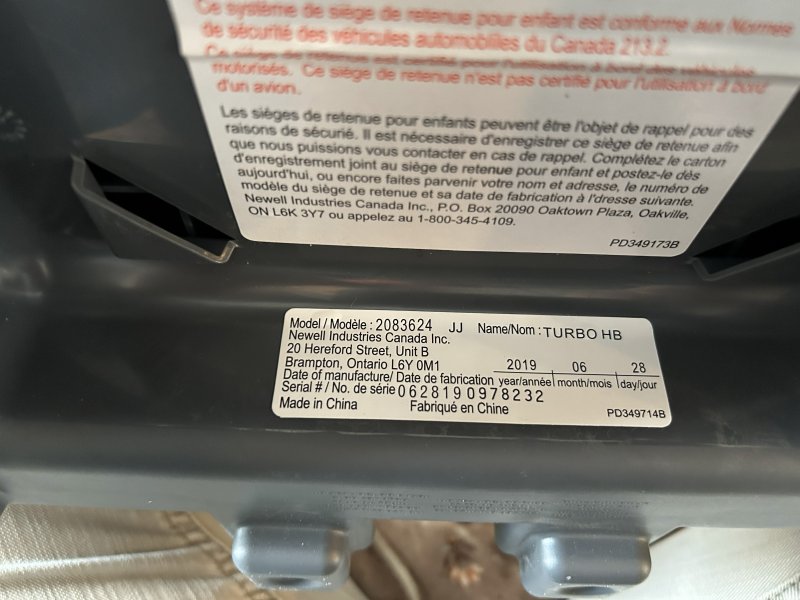 Ce système de siège de retenue pour enfant est conforme aux Normes
de sécurité des véhicules automobiles du Canada 213.2.
motorisés. Ce siège de retenue n'est pas certifié pour l'utilisation à bord
d'un avion.
Les sièges de retenue pour enfants peuvent être l'objet de rappel pour des
raisons de sécurié. Il est nécessaire d'enregistrer ce siège de retenue afin
que nous puissions vous contacter en cas de rappel. Complétez le carton
d'enregistrement joint au siège de retenue pour enfant et postez-le dès
aujourd'hui, ou encore faites parvenir votre nom et adresse, le numéro de
modèle du siège de retenue et sa date de fabrication à l'dresse suivante.
Newell Industries Canada Inc., P.O. Box 20090 Oaktown Plaza, Oakville,
ON L6K 3Y7 ou appelez au 1-800-345-4109.
PD349173B
Model / Modèle : 2083624 JJ Name/Nom : TURBO HB
Newell Industries Canada Inc.
20 Hereford Street, Unit B
Brampton, Ontario L6Y 0M1 2019 06 28
Date of manufacture/ Date de fabrication year/année month/mois day/jour
Serial # / No. de série 0628190978232
Made in China Fabriqué en Chine PD349714B